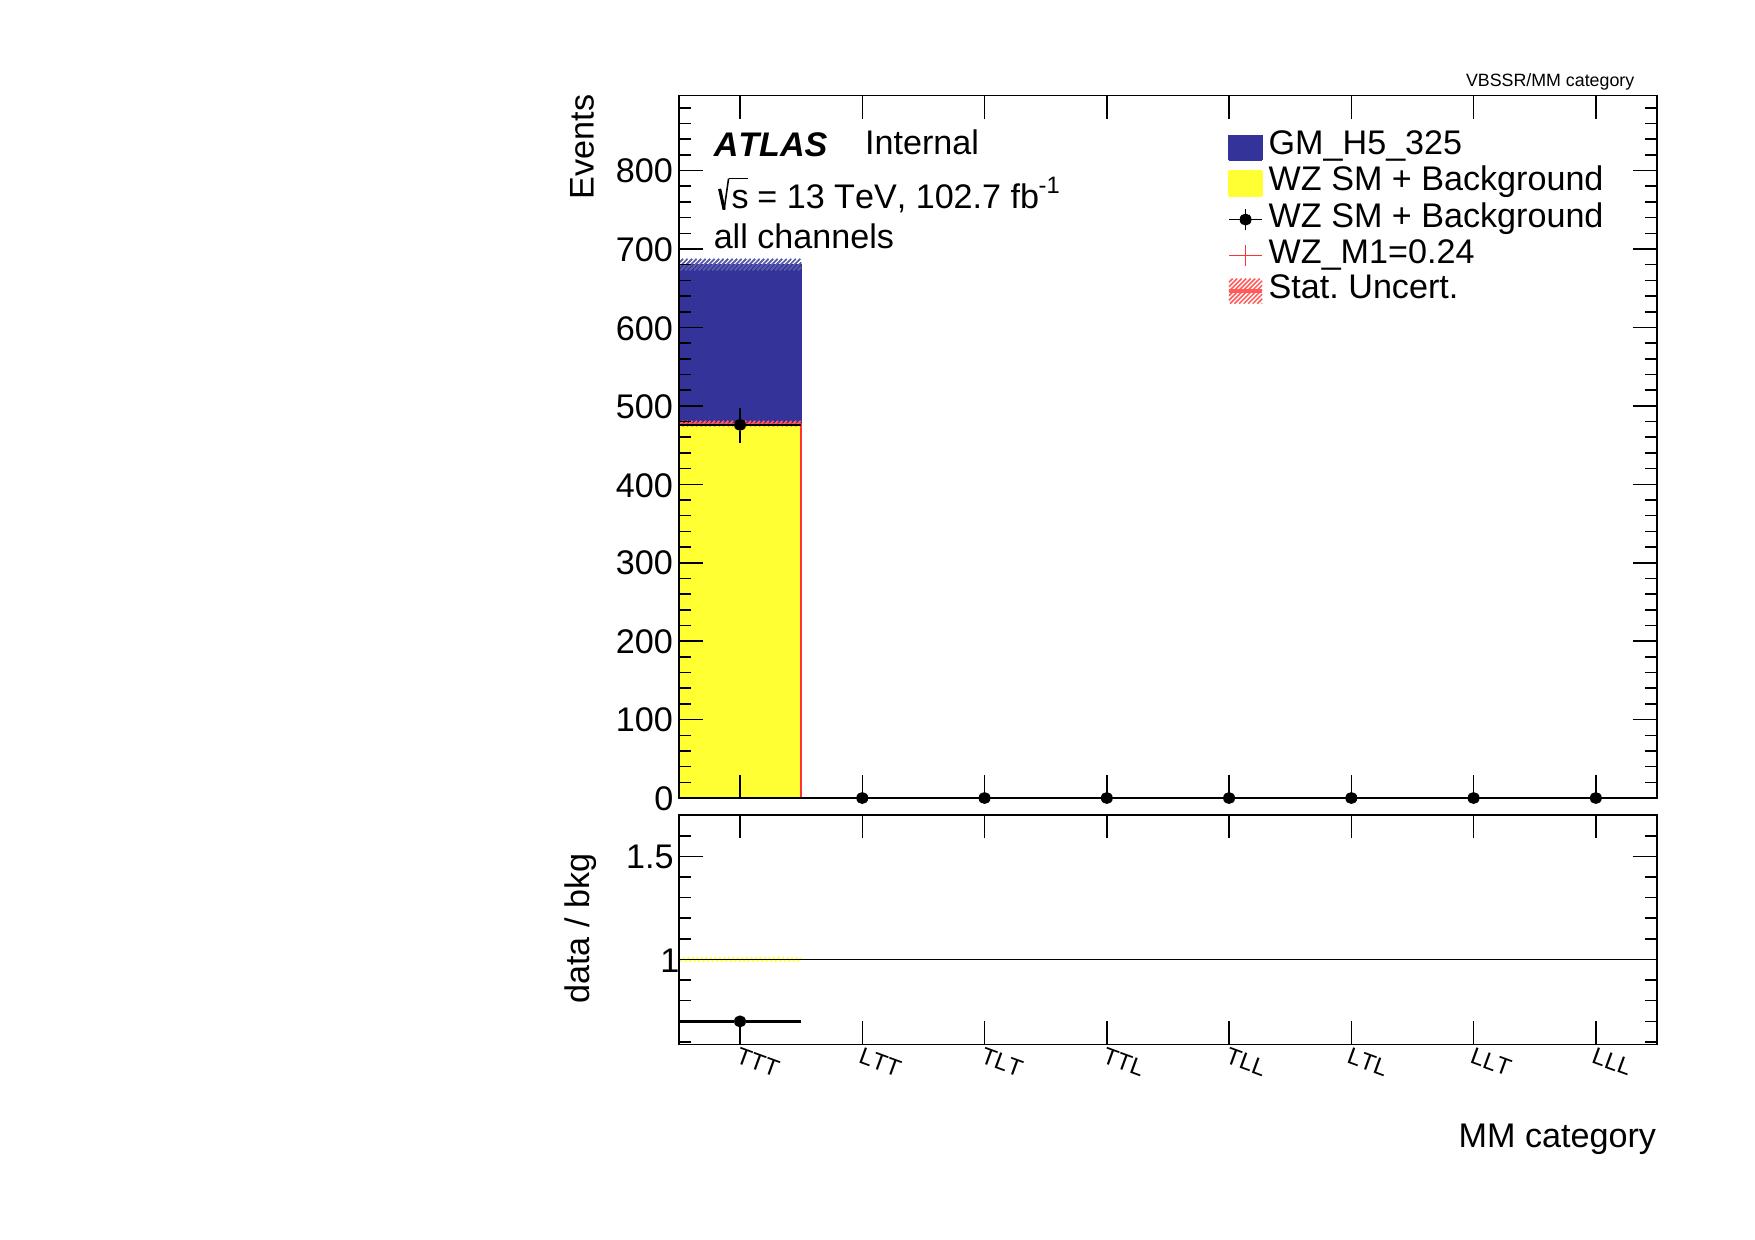 VBSSR/MM category
Events
ATLAS Internal
√s = 13 TeV, 102.7 fb-1
all channels
GM_H5_325
WZ SM + Background
WZ SM + Background
WZ_M1=0.24
Stat. Uncert.
800
700
600
500
400
300
200
100
0
data / bkg
1.5
1
TTT LTT TLT TTL TLL LTL LLT LLL
MM category